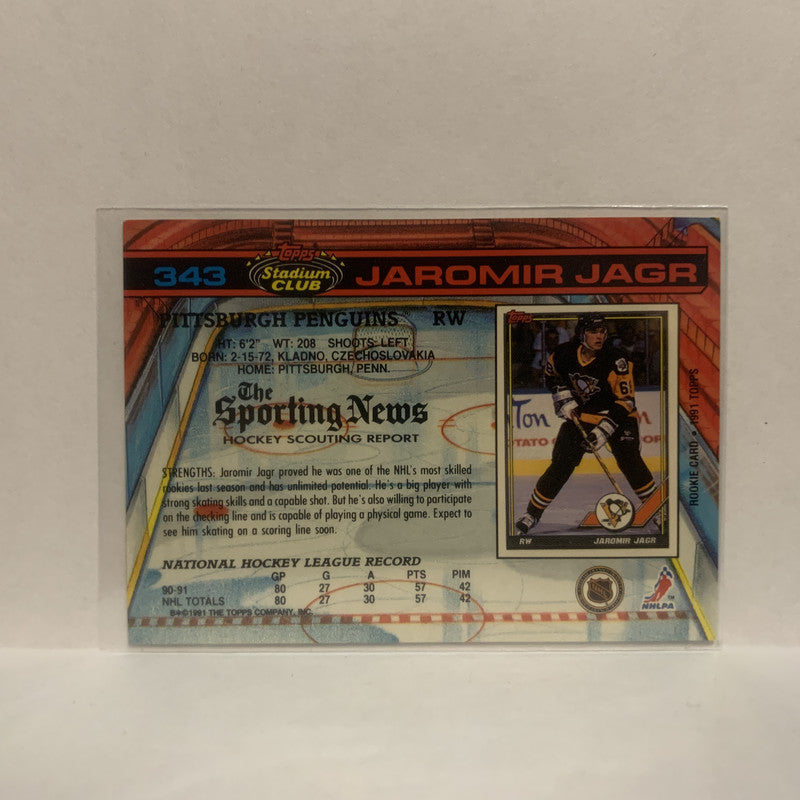 343 Topps Stadium CLUB JAROMIR JAGR
PITTSBURGH PENGUINS RW
HT: 6'2" WT: 208 SHOOTS: LEFT
BORN: 2-15-72, KLADNO, CZECHOSLOVAKIA
HOME: PITTSBURGH, PENN.
The
Sporting News
HOCKEY SCOUTING REPORT
STRENGTHS: Jaromir Jagr proved he was one of the NHL's most skilled
rookies last season and has unlimited potential. He's a big player with
strong skating skills and a capable shot. But he's also willing to participate
on the checking line and is capable of playing a physical game. Expect to
see him skating on a scoring line soon.
NATIONAL HOCKEY LEAGUE RECORD
GP G A PTS PIM
90-91 80 27 30 57 42
NHL TOTALS 80 27 30 57 42
©1991 THE TOPPS COMPANY, INC.
Topps
RW JAROMIR JAGR
ROOKIE CARD • 1991 TOPPS
NHL
NHLPA
TM